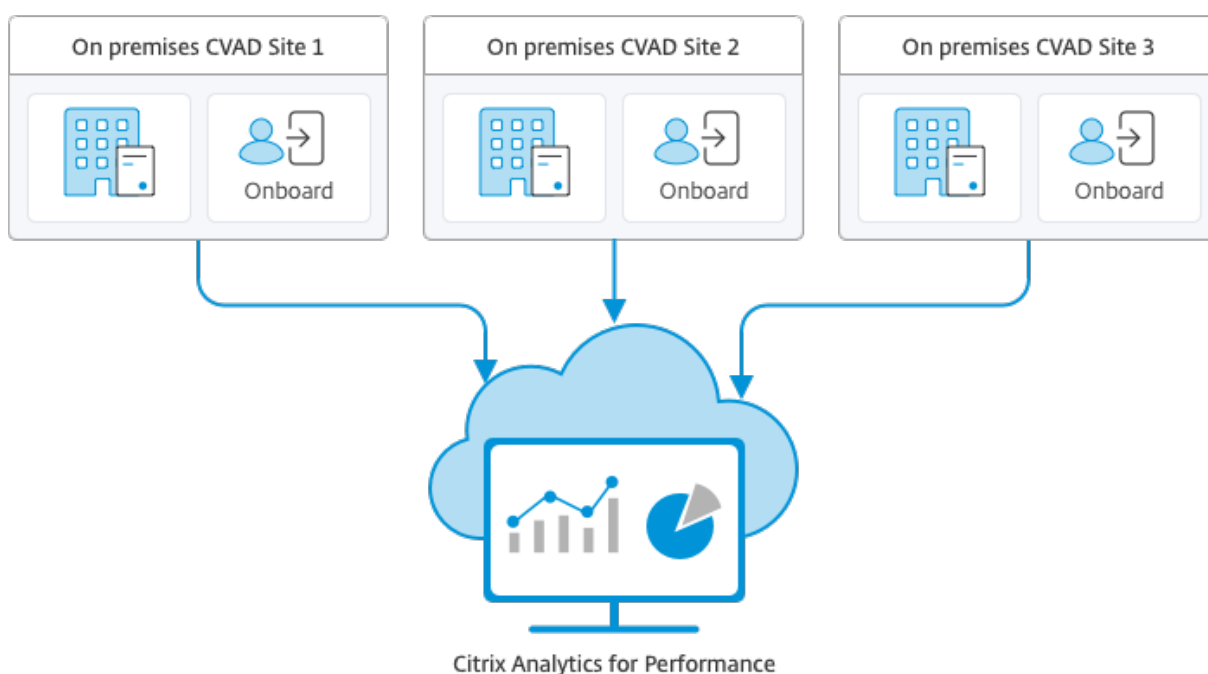 On premises CVAD Site 1
On premises CVAD Site 2
On premises CVAD Site 3
Onboard
Onboard
Onboard
Citrix Analytics for Performance